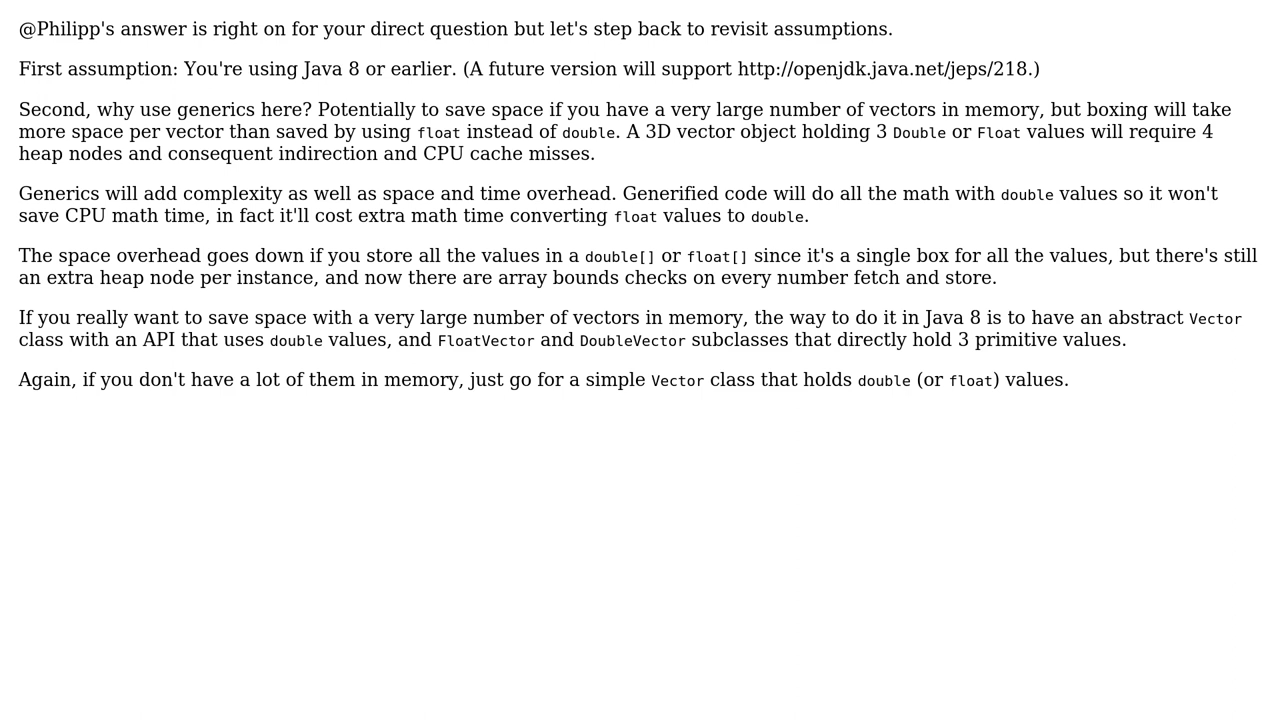 @Philipp's answer is right on for your direct question but let's step back to revisit assumptions.
First assumption: You're using Java 8 or earlier. (A future version will support http://openjdk.java.net/jeps/218.)
Second, why use generics here? Potentially to save space if you have a very large number of vectors in memory, but boxing will take
more space per vector than saved by using float instead of double. A 3D vector object holding 3 Double or Float values will require 4
heap nodes and consequent indirection and CPU cache misses.
Generics will add complexity as well as space and time overhead. Generified code will do all the math with double values so it won't
save CPU math time, in fact it'll cost extra math time converting float values to double.
The space overhead goes down if you store all the values in a double[] or float[] since it's a single box for all the values, but there's still
an extra heap node per instance, and now there are array bounds checks on every number fetch and store.
If you really want to save space with a very large number of vectors in memory, the way to do it in Java 8 is to have an abstract Vector
class with an API that uses double values, and FloatVector and DoubleVector subclasses that directly hold 3 primitive values.
Again, if you don't have a lot of them in memory, just go for a simple Vector class that holds double (or float) values.